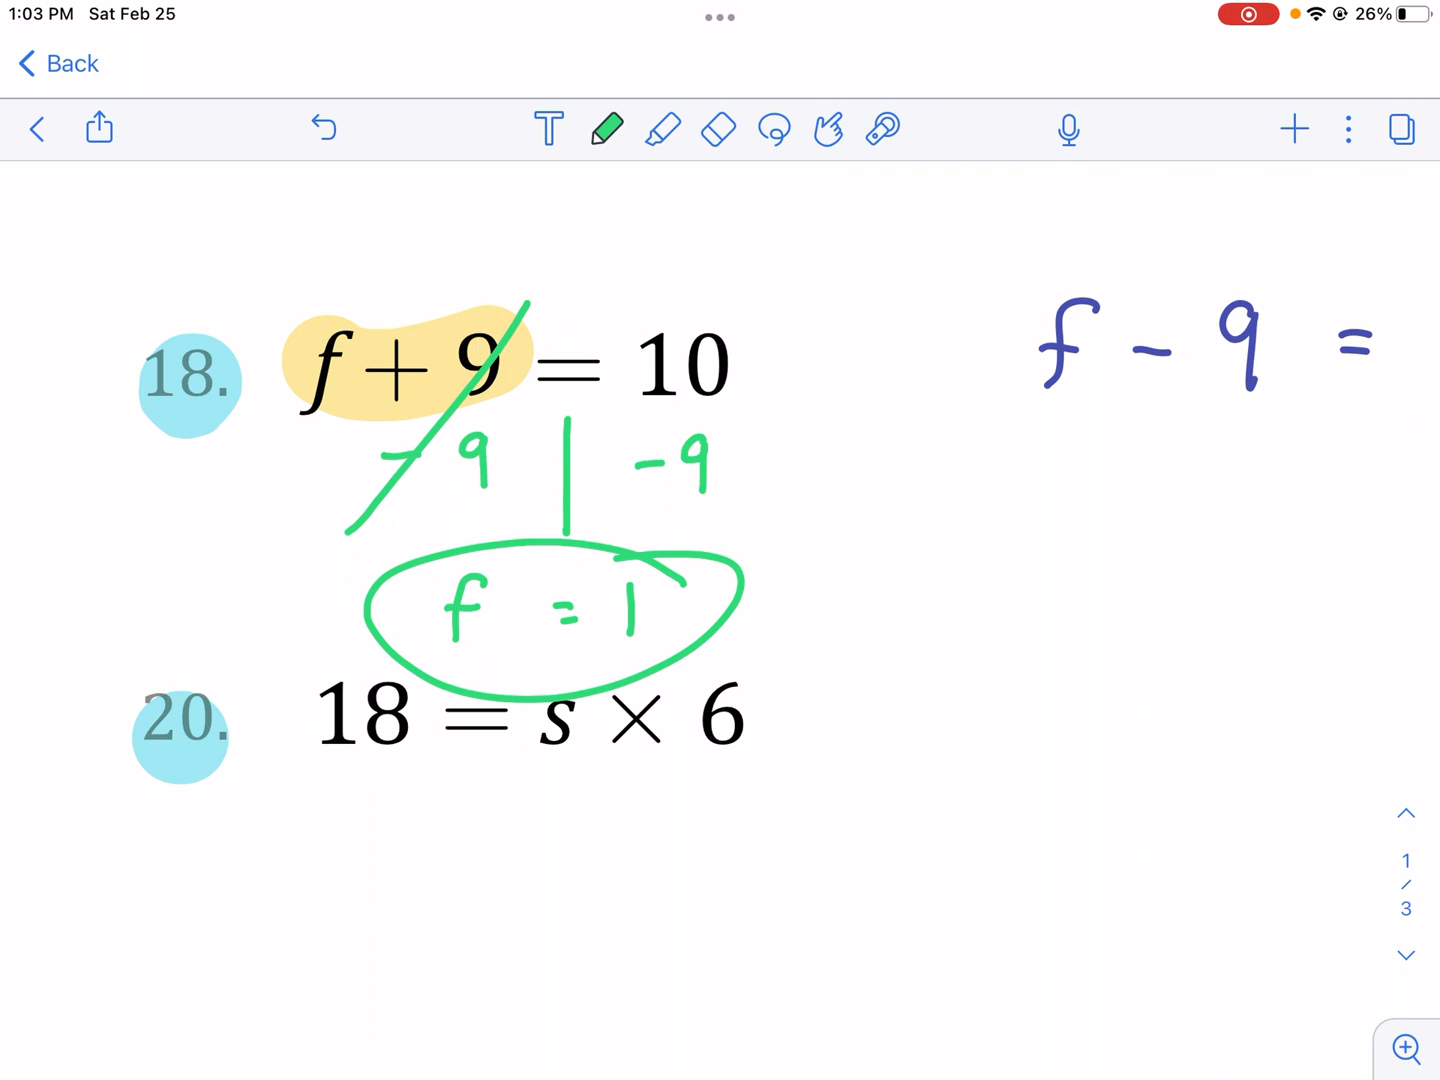 1:03 PM Sat Feb 25
26%
Back
T
18. f + 9 = 10
f - 9 =
- 9 | - 9
f = 1
20. 18 = s × 6
1
/
3